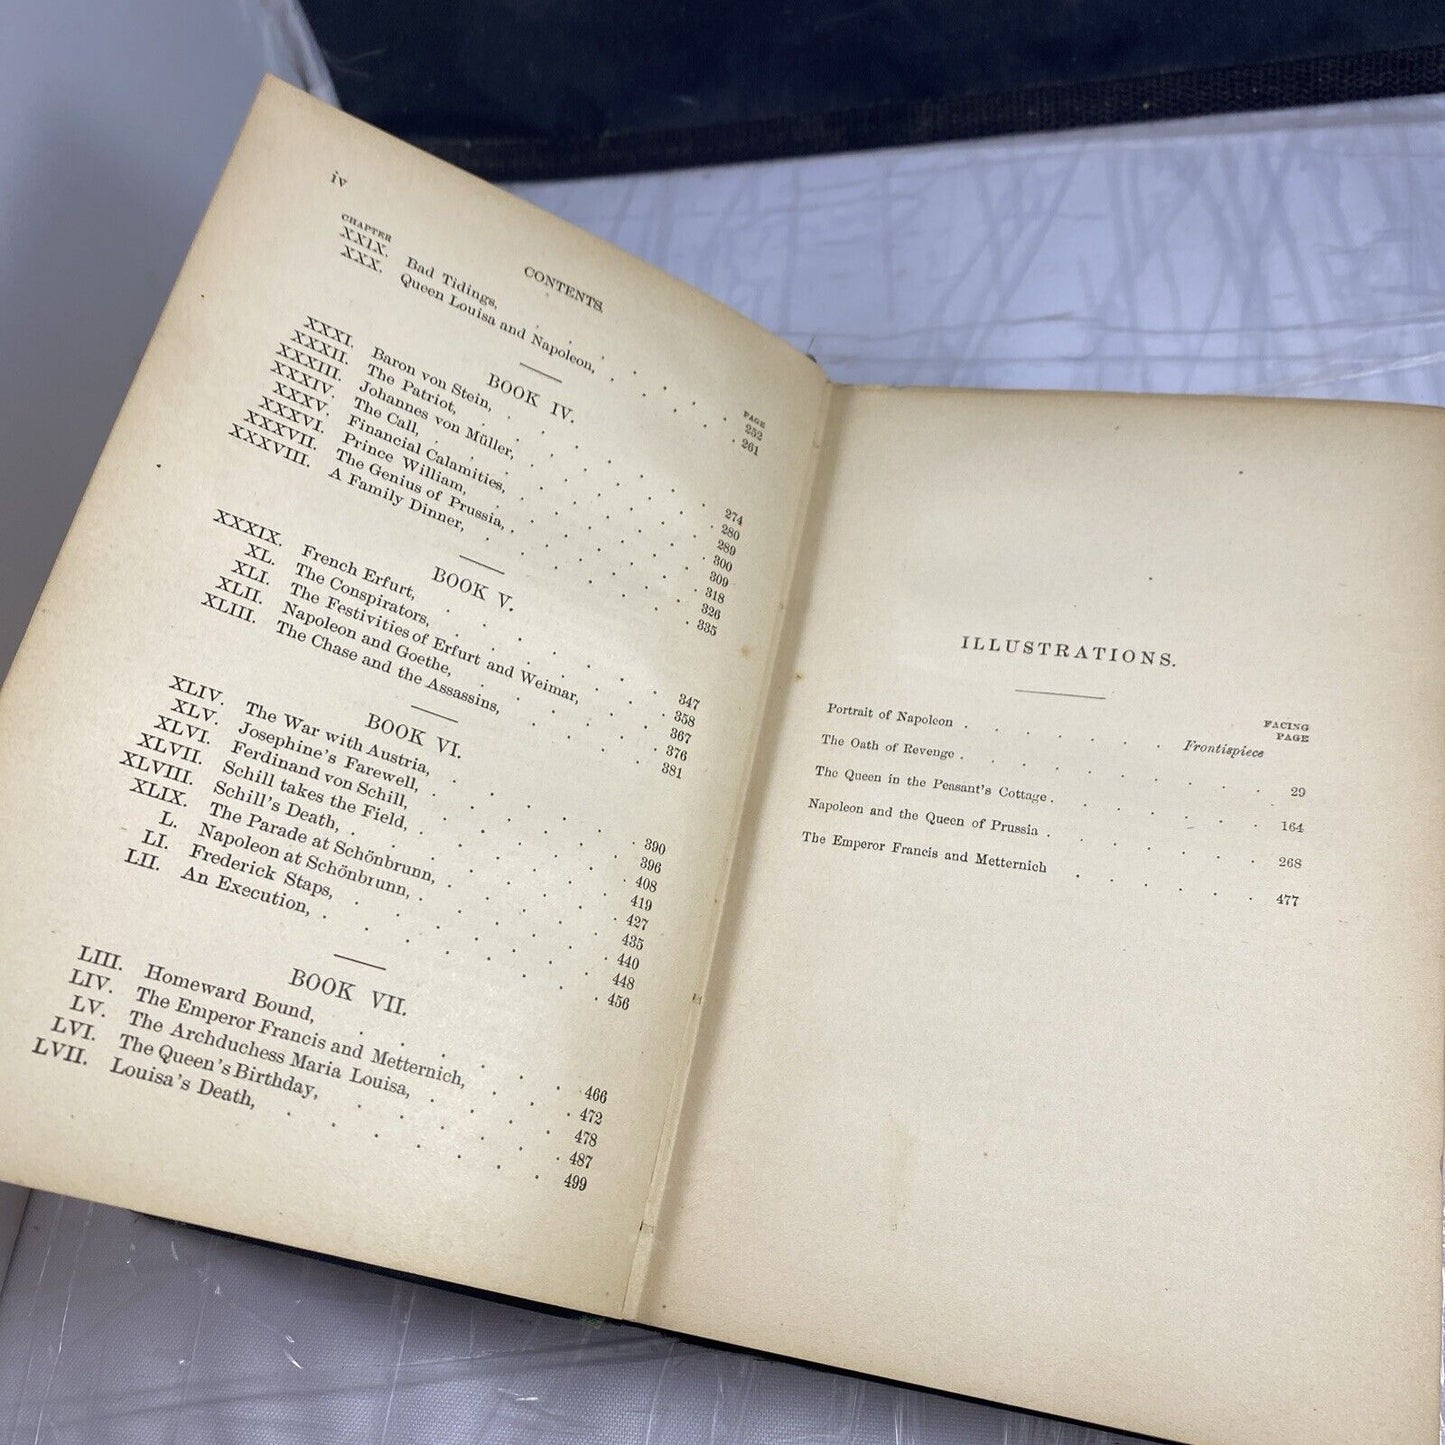 iv
CONTENTS.
CHAPTER PAGE
XXIX. Bad Tidings, 252
XXX. Queen Louisa and Napoleon, 261
BOOK IV.
XXXI. Baron von Stein, 274
XXXII. The Patriot, 280
XXXIII. Johannes von Müller, 289
XXXIV. The Call, 300
XXXV. Financial Calamities, 309
XXXVI. Prince William, 318
XXXVII. The Genius of Prussia, 326
XXXVIII. A Family Dinner, 335
BOOK V.
XXXIX. French Erfurt, 347
XL. The Conspirators, 358
XLI. The Festivities of Erfurt and Weimar, 367
XLII. Napoleon and Goethe, 376
XLIII. The Chase and the Assassins, 381
BOOK VI.
XLIV. The War with Austria, 390
XLV. Josephine's Farewell, 396
XLVI. Ferdinand von Schill, 408
XLVII. Schill takes the Field, 419
XLVIII. Schill's Death, 427
XLIX. The Parade at Schönbrunn, 435
L. Napoleon at Schönbrunn, 440
LI. Frederick Staps, 448
LII. An Execution, 456
BOOK VII.
LIII. Homeward Bound, 466
LIV. The Emperor Francis and Metternich, 472
LV. The Archduchess Maria Louisa, 478
LVI. The Queen's Birthday, 487
LVII. Louisa's Death, 499
ILLUSTRATIONS.
FACING
PAGE
Portrait of Napoleon Frontispiece
The Oath of Revenge 29
The Queen in the Peasant's Cottage 164
Napoleon and the Queen of Prussia 268
The Emperor Francis and Metternich 477